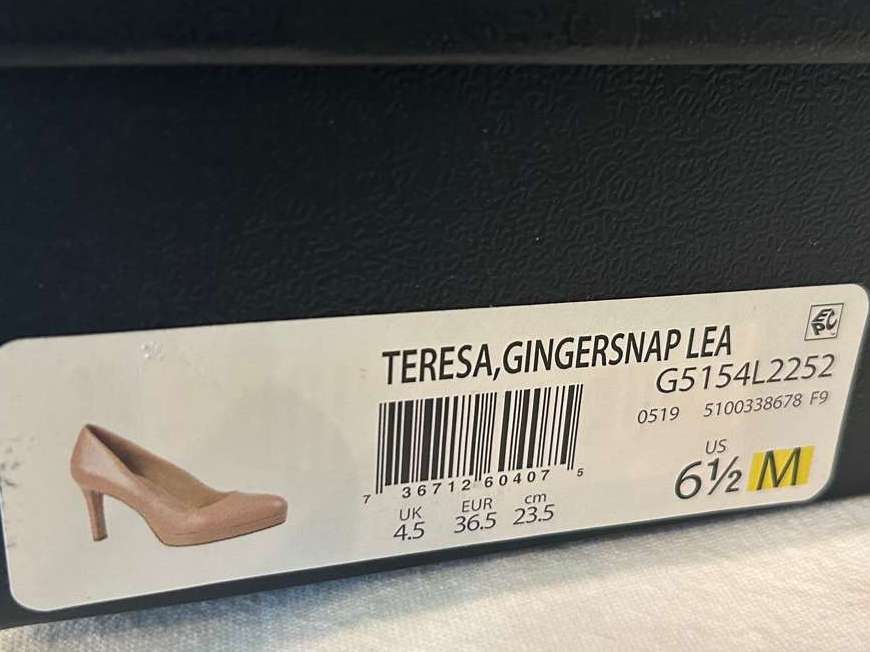 EPC
TERESA,GINGERSNAP LEA
G5154L2252
0519 5100338678 F9
7 36712 60407 5
UK EUR cm
4.5 36.5 23.5
US
6½ M